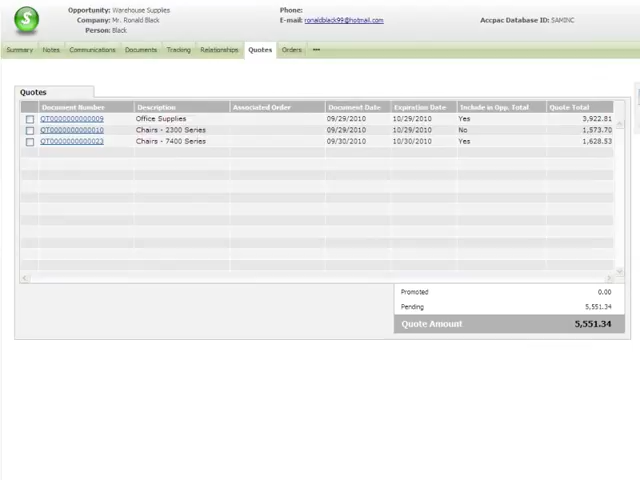 Opportunity: Warehouse Supplies Phone:
Company: Mr. Ronald Black E-mail: ronaldblack99@hotmail.com Accpac Database ID: SAMINC
Person: Black
Summary Notes Communications Documents Tracking Relationships Quotes Orders •••
Quotes
Document Number Description Associated Order Document Date Expiration Date Include in Opp. Total Quote Total
QT0000000000009 Office Supplies 09/29/2010 10/29/2010 Yes 3,922.81
QT0000000000010 Chairs - 2300 Series 09/29/2010 10/29/2010 No 1,573.70
QT0000000000023 Chairs - 7400 Series 09/30/2010 10/30/2010 Yes 1,628.53
Promoted 0.00
Pending 5,551.34
Quote Amount 5,551.34